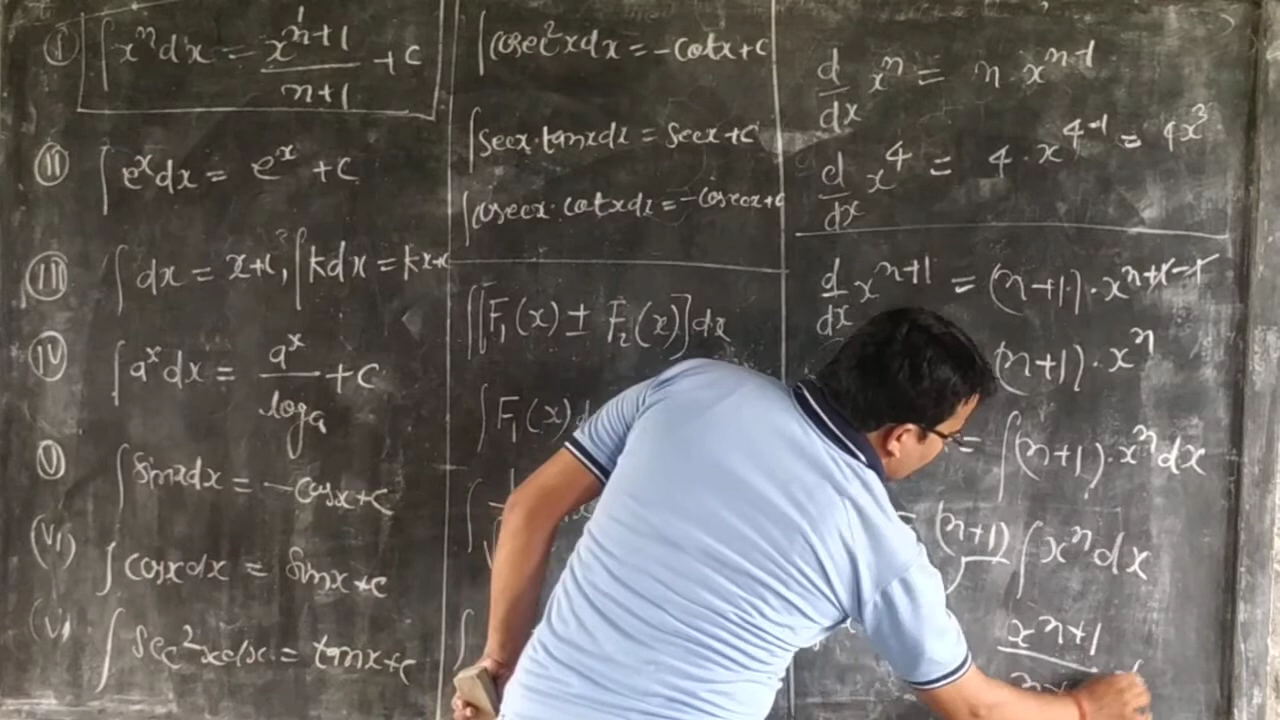 (i) ∫xⁿdx = xⁿ⁺¹/n+1 + c
(ii) ∫eˣdx = eˣ + c
(iii) ∫dx = x+c, ∫kdx = kx+c
(iv) ∫aˣdx = aˣ/loga + c
(v) ∫sinxdx = -cosx+c
(vi) ∫cosxdx = sinx+c
∫sec²xdx = tanx+c
∫cosec²xdx = -cotx+c
∫secx·tanxdx = secx+c
∫cosecx·cotxdx = -cosecx+c
∫[F₁(x) ± F₂(x)]dx
∫F₁(x)
d/dx xⁿ = n·xⁿ⁻¹
d/dx x⁴ = 4·x⁴⁻¹ = 4x³
d/dx xⁿ⁺¹ = (n+1)·xⁿ⁺¹⁻¹
(n+1)·xⁿ
= ∫(n+1)·xⁿdx
= (n+1)∫xⁿdx
xⁿ⁺¹